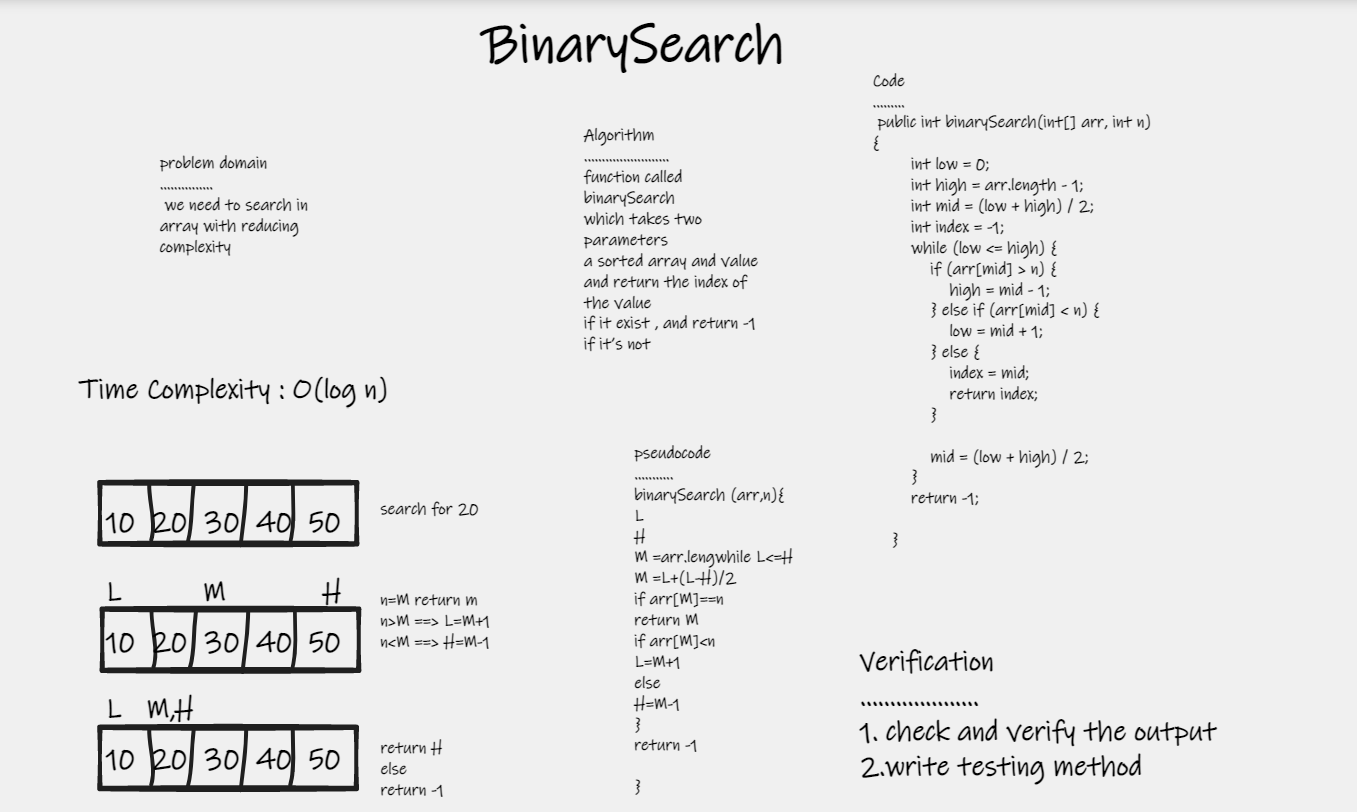 BinarySearch
problem domain
...............
we need to search in
array with reducing
complexity
Time Complexity : O(log n)
10 20 30 40 50
search for 20
L M H
10 20 30 40 50
n=M return m
n>M ==> L=M+1
n<M ==> H=M-1
L M,H
10 20 30 40 50
return H
else
return -1
Algorithm
........................
function called
binarySearch
which takes two
parameters
a sorted array and value
and return the index of
the value
if it exist , and return -1
if it's not
pseudocode
...........
binarySearch (arr,n){
L
H
M =arr.lengwhile L<=H
M =L+(L-H)/2
if arr[M]==n
return M
if arr[M]<n
L=M+1
else
H=M-1
}
return -1
}
Code
.........
public int binarySearch(int[] arr, int n)
{
int low = 0;
int high = arr.length - 1;
int mid = (low + high) / 2;
int index = -1;
while (low <= high) {
if (arr[mid] > n) {
high = mid - 1;
} else if (arr[mid] < n) {
low = mid + 1;
} else {
index = mid;
return index;
}
mid = (low + high) / 2;
}
return -1;
}
Verification
....................
1. check and verify the output
2.write testing method